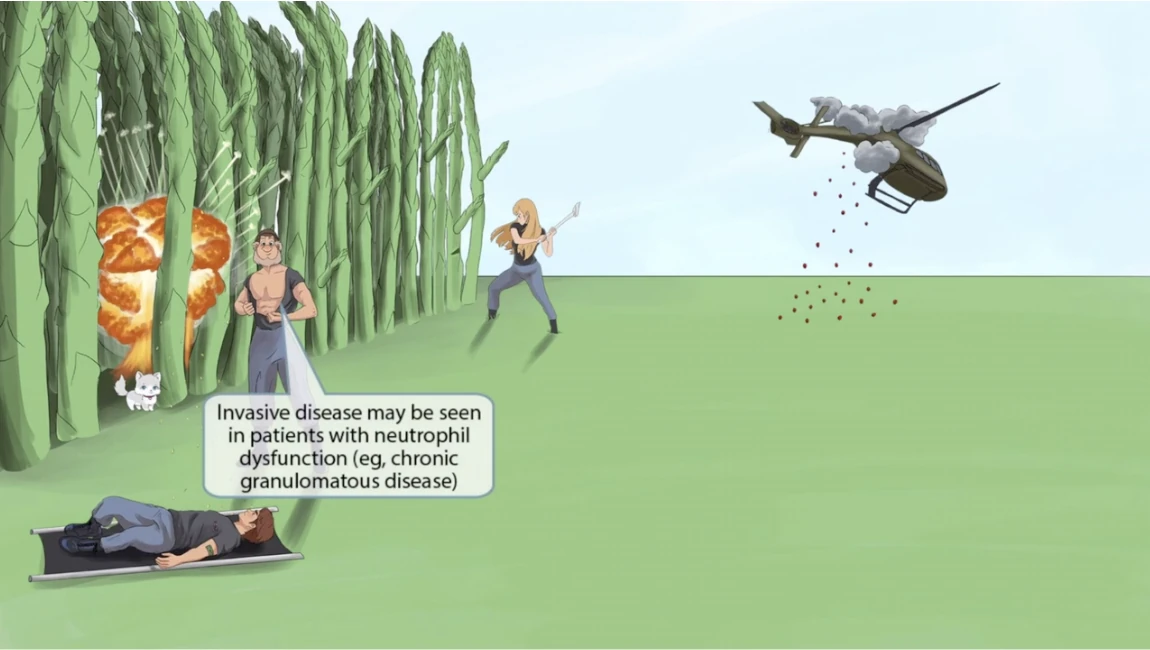 Invasive disease may be seen
in patients with neutrophil
dysfunction (eg, chronic
granulomatous disease)